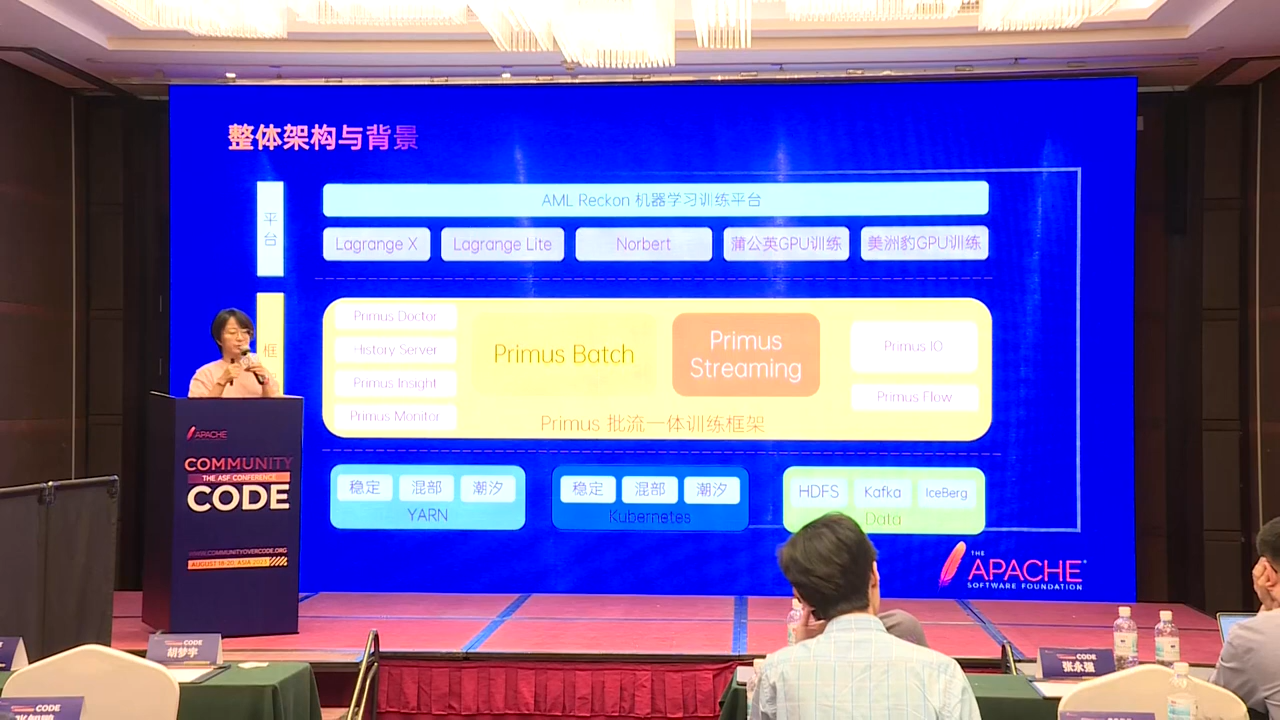 整体架构与背景
平台
AML Reckon 机器学习训练平台
Lagrange X
Lagrange Lite
Norbert
蒲公英GPU训练
美洲豹GPU训练
框
Primus Doctor
History Server
Primus Insight
Primus Monitor
Primus Batch
Primus
Streaming
Primus IO
Primus Flow
Primus 批流一体训练框架
稳定
混部
潮汐
YARN
稳定
混部
潮汐
Kubernetes
HDFS
Kafka
IceBerg
Data
THE
APACHE
SOFTWARE FOUNDATION
APACHE
COMMUNITY
THE ASF CONFERENCE
CODE
WWW.COMMUNITYOVERCODE.ORG
AUGUST 18-20, ASIA 2023
CODE
胡梦宇
CODE
张永强
CODE